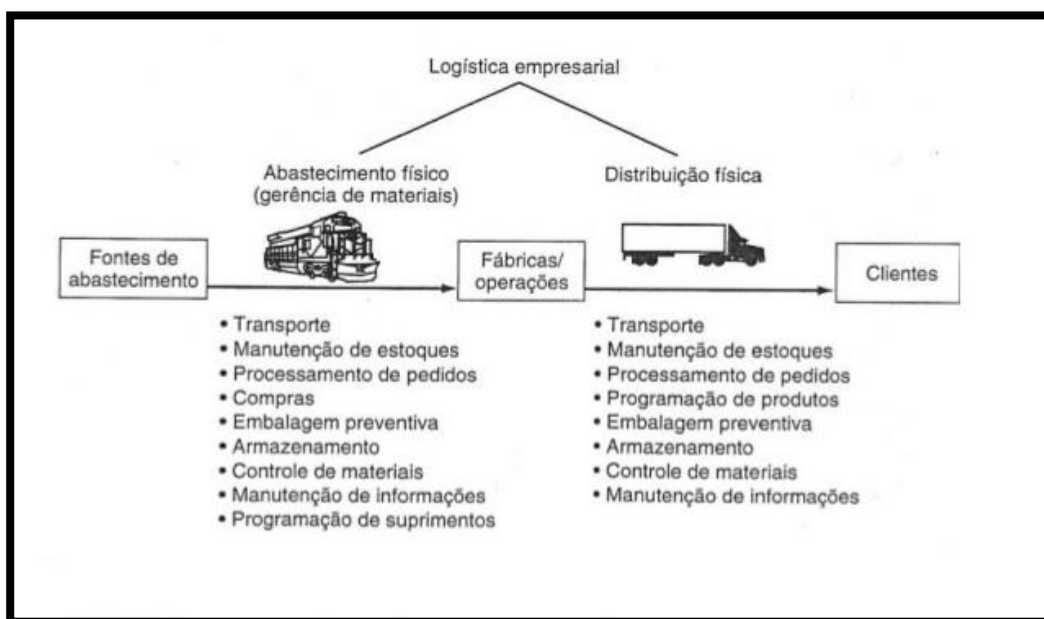 Logística empresarial
Abastecimento físico
(gerência de materiais)
Distribuição física
Fontes de
abastecimento
Fábricas/
operações
Clientes
• Transporte
• Manutenção de estoques
• Processamento de pedidos
• Compras
• Embalagem preventiva
• Armazenamento
• Controle de materiais
• Manutenção de informações
• Programação de suprimentos
• Transporte
• Manutenção de estoques
• Processamento de pedidos
• Programação de produtos
• Embalagem preventiva
• Armazenamento
• Controle de materiais
• Manutenção de informações